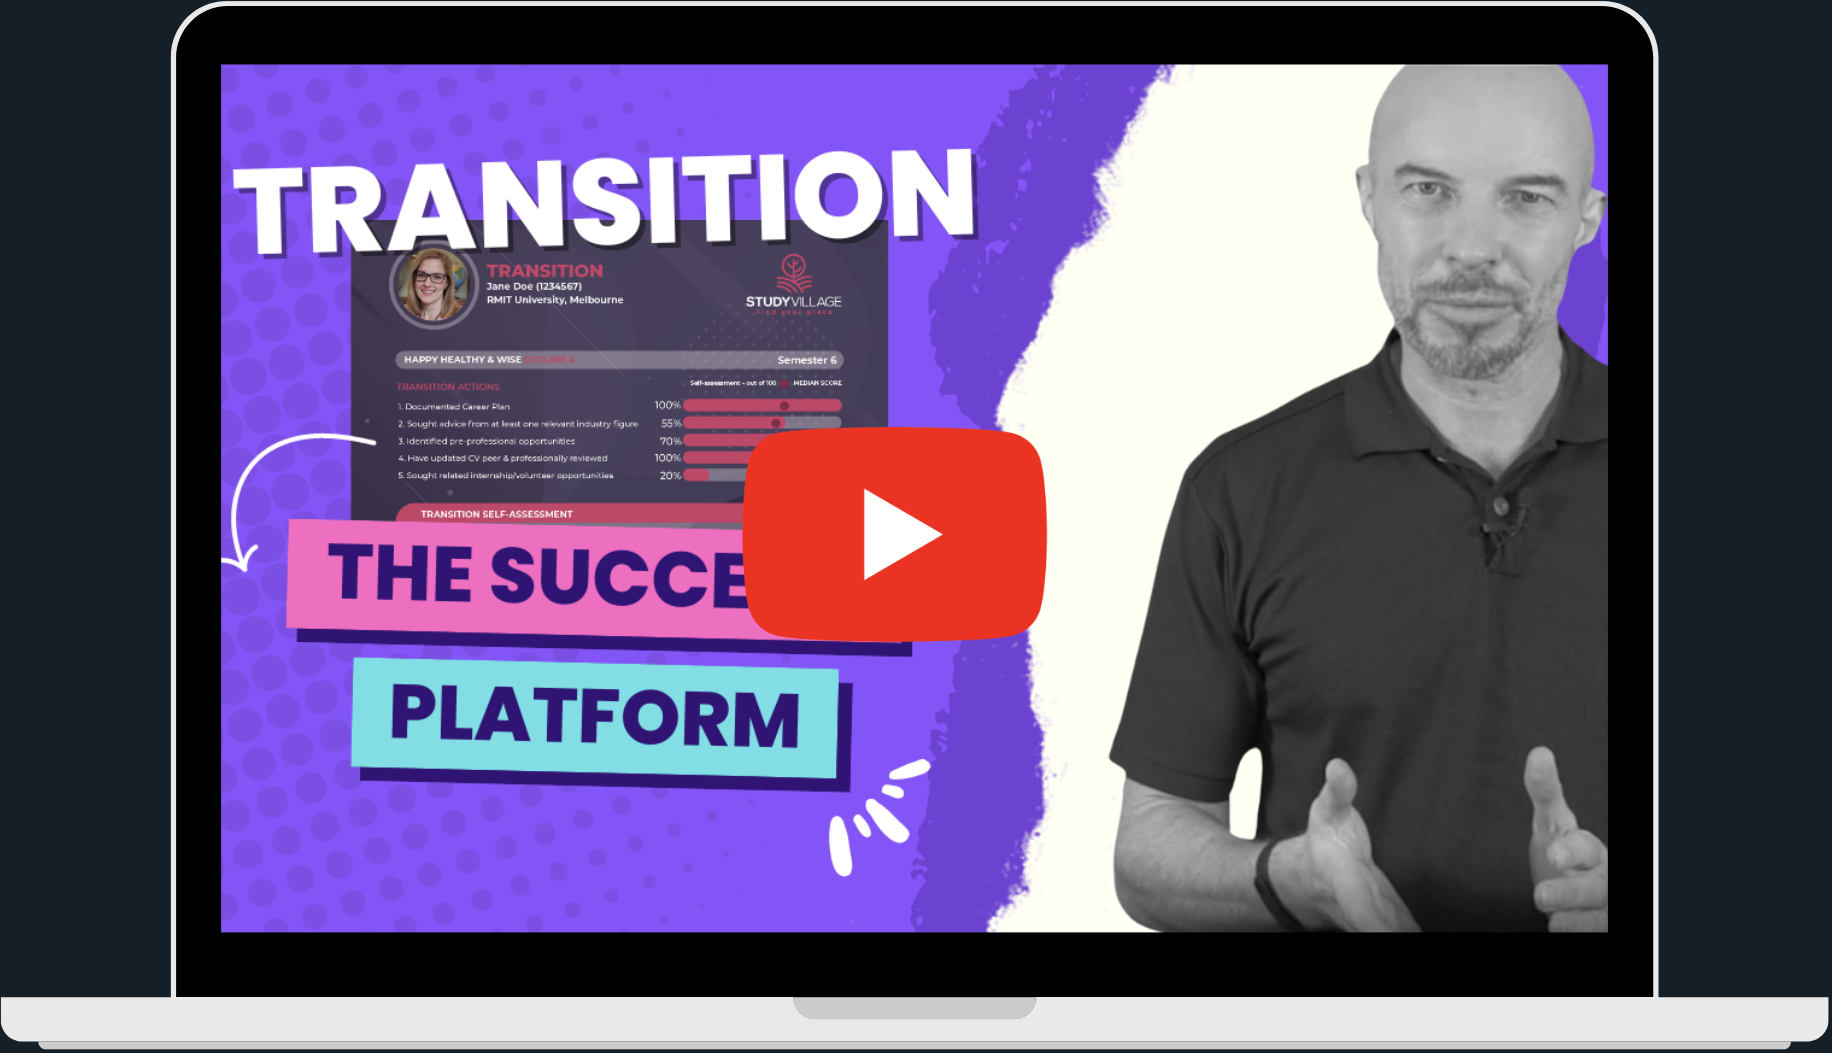 TRANSITION
TRANSITION
Jane Doe (1234567)
RMIT University, Melbourne
STUDYVILLAGE
Find your place
HAPPY HEALTHY & WISE OUTLINE 6 Semester 6
TRANSITION ACTIONS
Self-assessment - out of 100 MEDIAN SCORE
1. Documented Career Plan 100%
2. Sought advice from at least one relevant industry figure 55%
3. Identified pre-professional opportunities 70%
4. Have updated CV peer & professionally reviewed 100%
5. Sought related internship/volunteer opportunities 20%
TRANSITION SELF-ASSESSMENT
THE SUCCE
PLATFORM